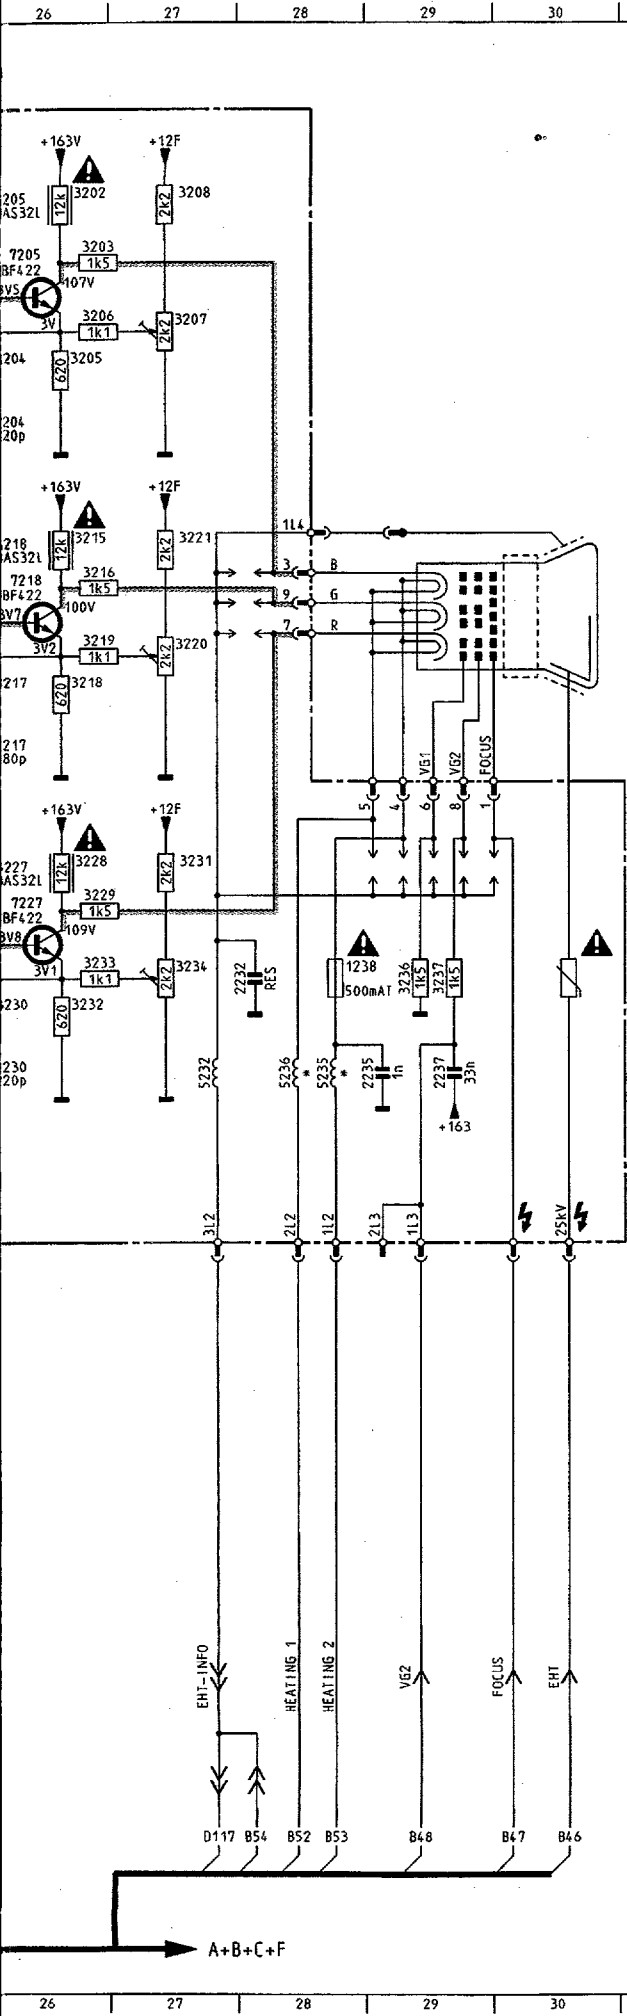 26 27 28 29 30
+163V +12F
205 3202 3208
AS32L 12k 2k2
7205 3203
BF422 1k5
107V
3V5
3206 3207
3V 1k1 2k2
204 620 3205
204
20p
+163V +12F
1L4
218 3215 3221
AS32L 12k 2k2
3 B
7218 3216
BF422 1k5
9 G
100V
3V7
7 R
3219 3220
3V2 1k1 2k2
217 620 3218
217
80p
VG1 VG2 FOCUS
5 4 6 8 1
+163V +12F
227 3228 3231
AS32L 12k 2k2
7227 3229
BF422 1k5
109V
3V8
3233 3234
3V1 1k1 2k2
2232 RES
1238
500mAT
3236 1k5
3237 1k5
230 620 3232
230
20p
5232
5236 *
5235 *
2235 1n
2237 33n
+163
3L2 2L2 1L2 2L3 1L3 25kV
EHT-INFO HEATING 1 HEATING 2 VG2 FOCUS EHT
D117 B54 B52 B53 B48 B47 B46
A+B+C+F
26 27 28 29 30